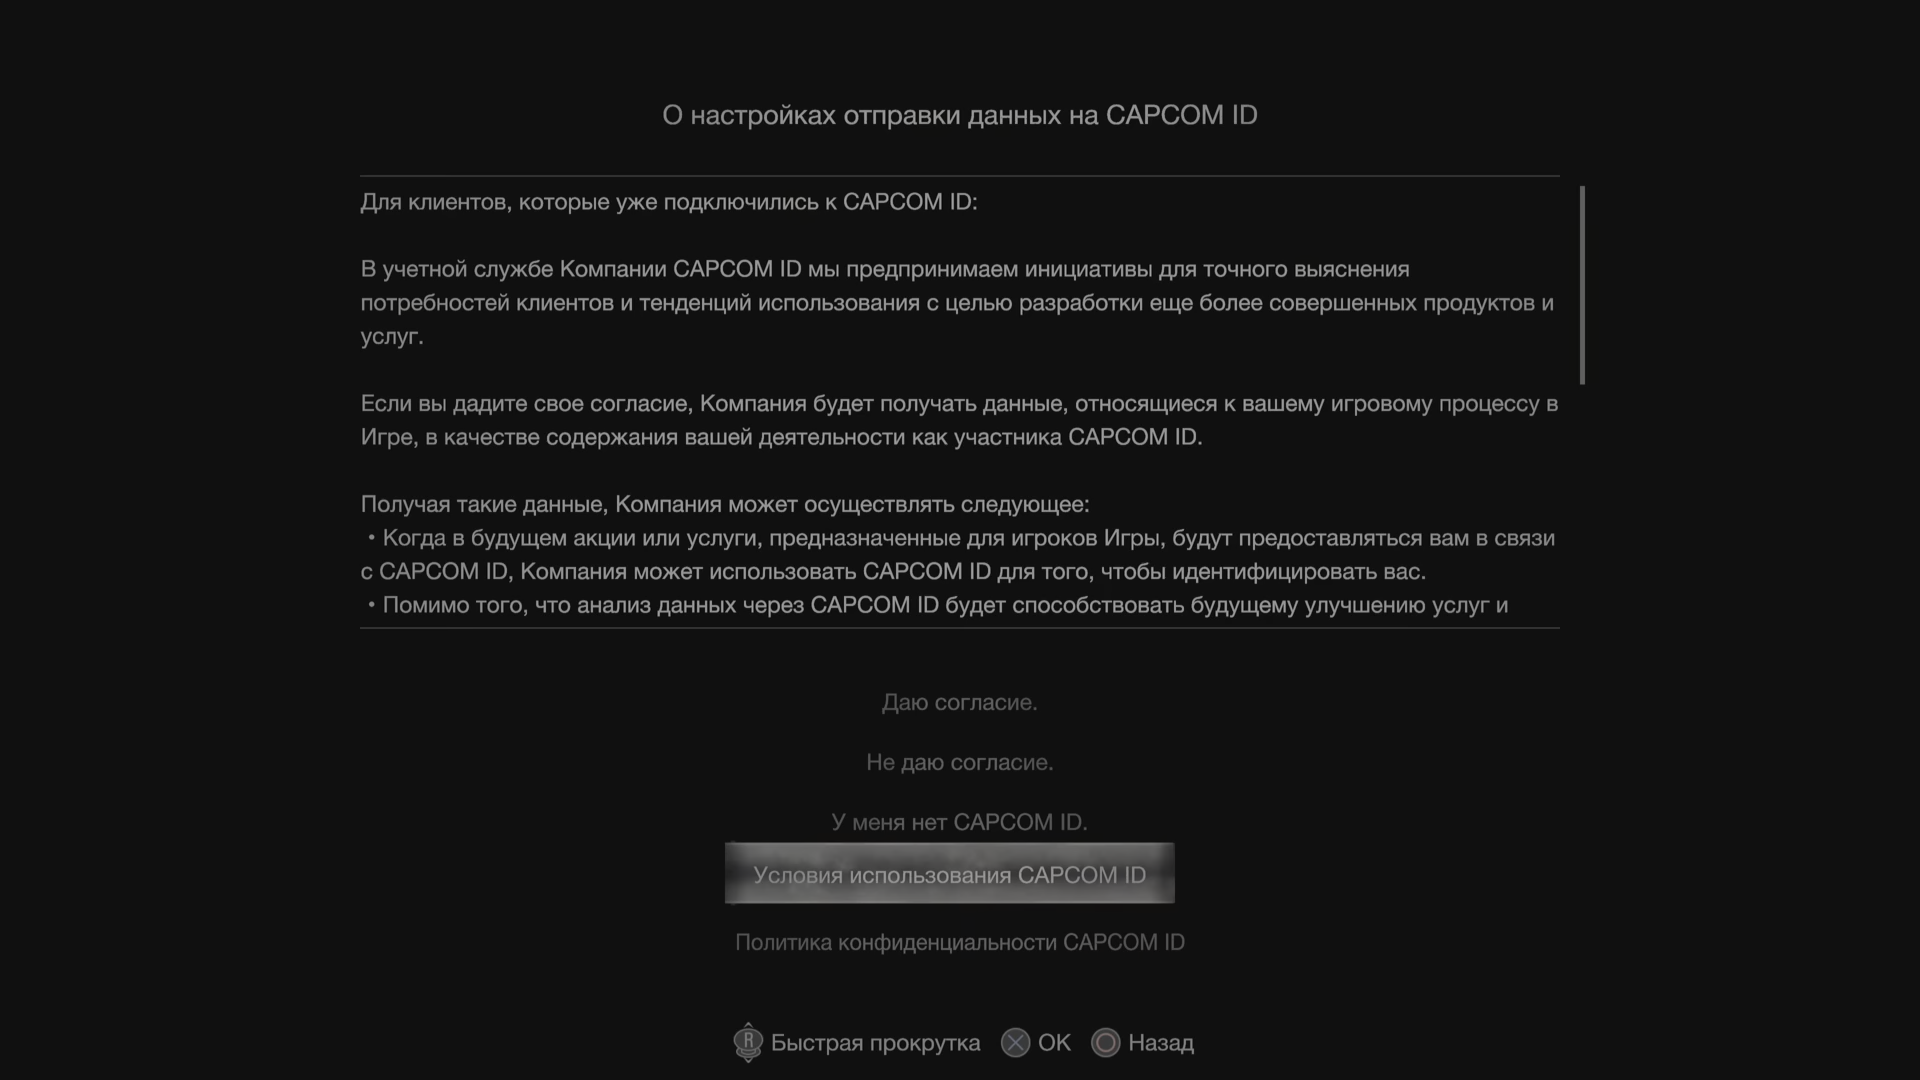 О настройках отправки данных на CAPCOM ID
Для клиентов, которые уже подключились к CAPCOM ID:
В учетной службе Компании CAPCOM ID мы предпринимаем инициативы для точного выяснения
потребностей клиентов и тенденций использования с целью разработки еще более совершенных продуктов и
услуг.
Если вы дадите свое согласие, Компания будет получать данные, относящиеся к вашему игровому процессу в
Игре, в качестве содержания вашей деятельности как участника CAPCOM ID.
Получая такие данные, Компания может осуществлять следующее:
・Когда в будущем акции или услуги, предназначенные для игроков Игры, будут предоставляться вам в связи
с CAPCOM ID, Компания может использовать CAPCOM ID для того, чтобы идентифицировать вас.
・Помимо того, что анализ данных через CAPCOM ID будет способствовать будущему улучшению услуг и
Даю согласие.
Не даю согласие.
У меня нет CAPCOM ID.
Условия использования CAPCOM ID
Политика конфиденциальности CAPCOM ID
R Быстрая прокрутка OK Назад